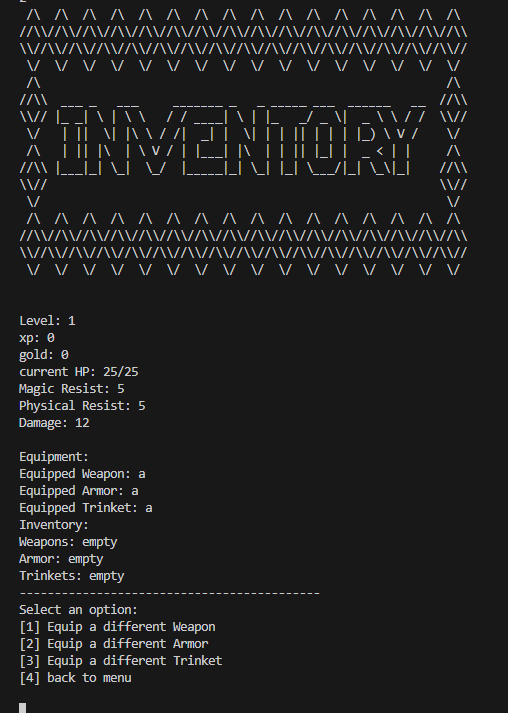 INVENTORY
Level: 1
xp: 0
gold: 0
current HP: 25/25
Magic Resist: 5
Physical Resist: 5
Damage: 12
Equipment:
Equipped Weapon: a
Equipped Armor: a
Equipped Trinket: a
Inventory:
Weapons: empty
Armor: empty
Trinkets: empty
-------------------------------------------
Select an option:
[1] Equip a different Weapon
[2] Equip a different Armor
[3] Equip a different Trinket
[4] back to menu